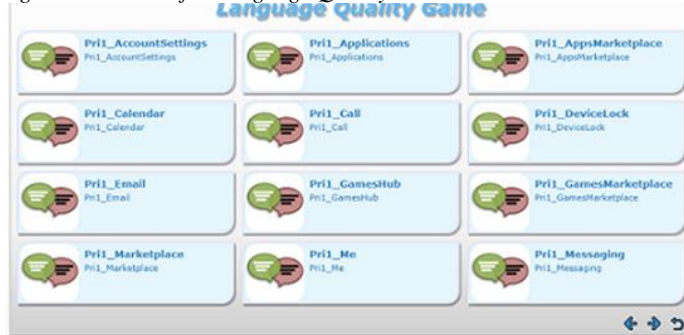 Language Quality Game
Pri1_AccountSettings
Pri1_AccountSettings
Pri1_Applications
Pri1_Applications
Pri1_AppsMarketplace
Pri1_AppsMarketplace
Pri1_Calendar
Pri1_Calendar
Pri1_Call
Pri1_Call
Pri1_DeviceLock
Pri1_DeviceLock
Pri1_Email
Pri1_Email
Pri1_GamesHub
Pri1_GamesHub
Pri1_GamesMarketplace
Pri1_GamesMarketplace
Pri1_Marketplace
Pri1_Marketplace
Pri1_Me
Pri1_Me
Pri1_Messaging
Pri1_Messaging